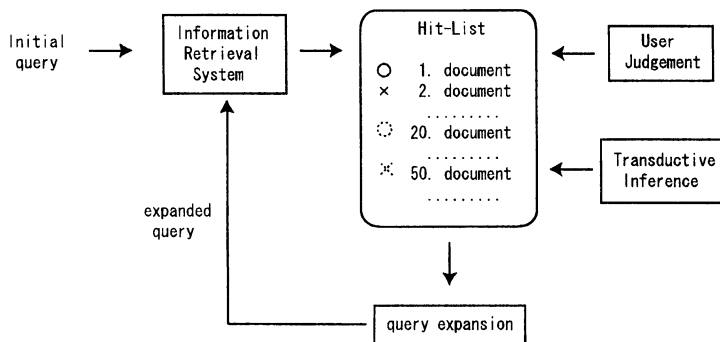 Initial
query
Information
Retrieval
System
Hit-List
1. document
2. document
.........
20. document
.........
50. document
.........
User
Judgement
Transductive
Inference
expanded
query
query expansion